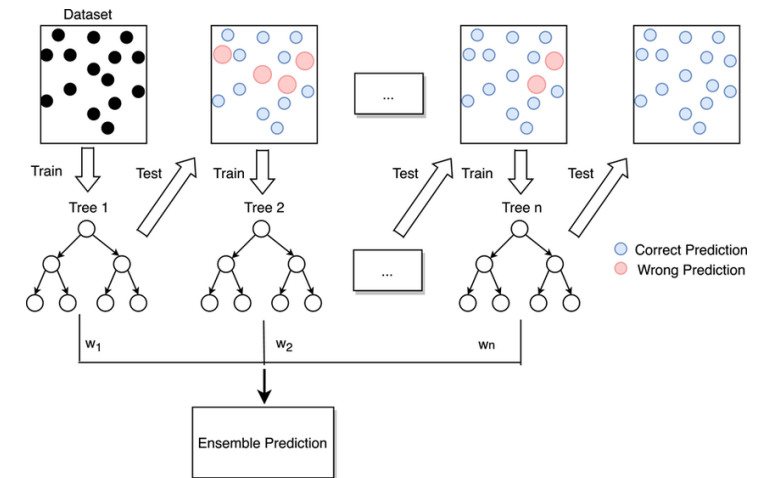 Dataset
...
Train
Test
Train
Test
Train
Test
Tree 1
Tree 2
Tree n
...
Correct Prediction
Wrong Prediction
w1
w2
wn
Ensemble Prediction